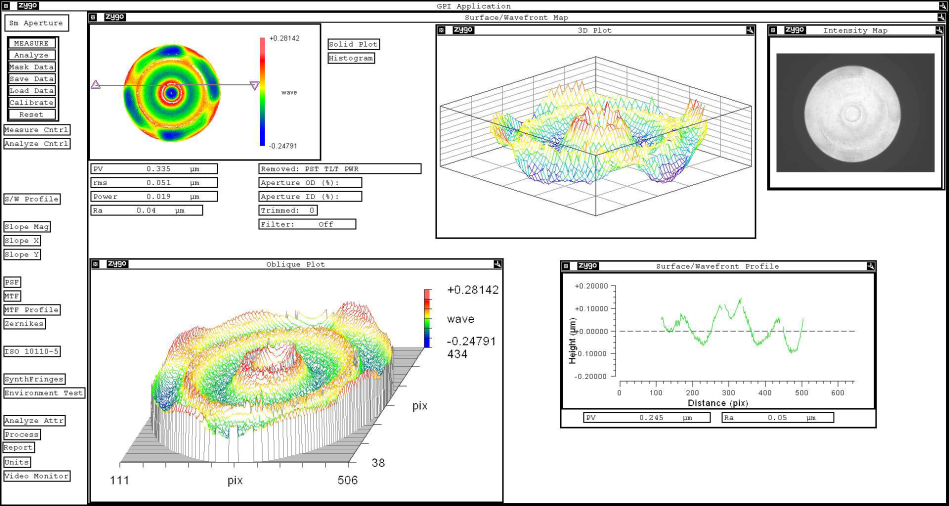 zygo GPI Application
Sm Aperture
MEASURE
Analyze
Mask Data
Save Data
Load Data
Calibrate
Reset
Measure Cntrl
Analyze Cntrl
S/W Profile
Slope Mag
Slope X
Slope Y
PSF
MTF
MTF Profile
Zernikes
ISO 10110-5
SynthFringes
Environment Test
Analyze Attr
Process
Report
Units
Video Monitor
zygo Surface/Wavefront Map
+0.28142
wave
-0.24791
Solid Plot
Histogram
PV 0.335 µm
rms 0.051 µm
Power 0.019 µm
Ra 0.04 µm
Removed: PST TLT PWR
Aperture OD (%):
Aperture ID (%):
Trimmed: 0
Filter: Off
zygo 3D Plot
zygo Intensity Map
zygo Oblique Plot
+0.28142
wave
-0.24791
434
pix
38
111 pix 506
zygo Surface/Wavefront Profile
+0.20000
+0.10000
+0.00000
-0.10000
-0.20000
Height (µm)
0 100 200 300 400 500 600
Distance (pix)
PV 0.245 µm
Ra 0.05 µm